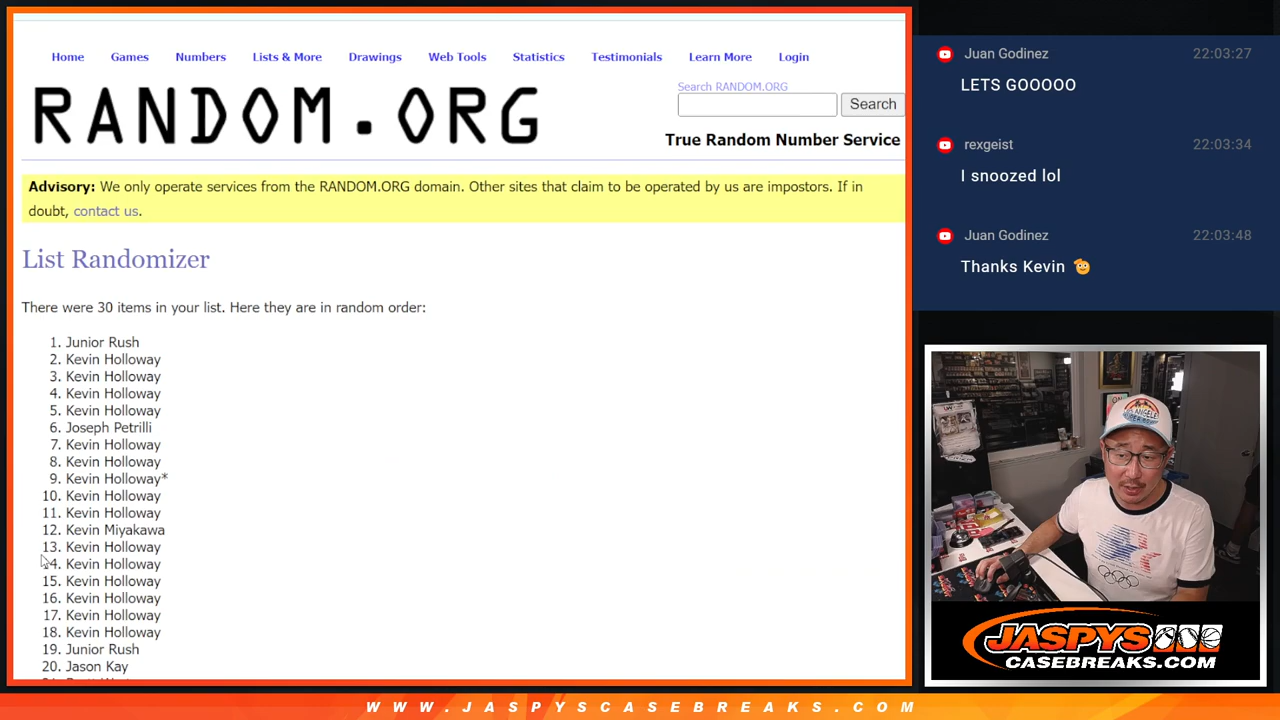 Home Games Numbers Lists & More Drawings Web Tools Statistics Testimonials Learn More Login
RANDOM.ORG
Search RANDOM.ORG
Search
True Random Number Service
Advisory: We only operate services from the RANDOM.ORG domain. Other sites that claim to be operated by us are impostors. If in
doubt, contact us.
List Randomizer
There were 30 items in your list. Here they are in random order:
1. Junior Rush
2. Kevin Holloway
3. Kevin Holloway
4. Kevin Holloway
5. Kevin Holloway
6. Joseph Petrilli
7. Kevin Holloway
8. Kevin Holloway
9. Kevin Holloway*
10. Kevin Holloway
11. Kevin Holloway
12. Kevin Miyakawa
13. Kevin Holloway
14. Kevin Holloway
15. Kevin Holloway
16. Kevin Holloway
17. Kevin Holloway
18. Kevin Holloway
19. Junior Rush
20. Jason Kay
Juan Godinez 22:03:27
LETS GOOOOO
rexgeist 22:03:34
I snoozed lol
Juan Godinez 22:03:48
Thanks Kevin
JASPYS
CASEBREAKS.COM
WWW.JASPYSCASEBREAKS.COM